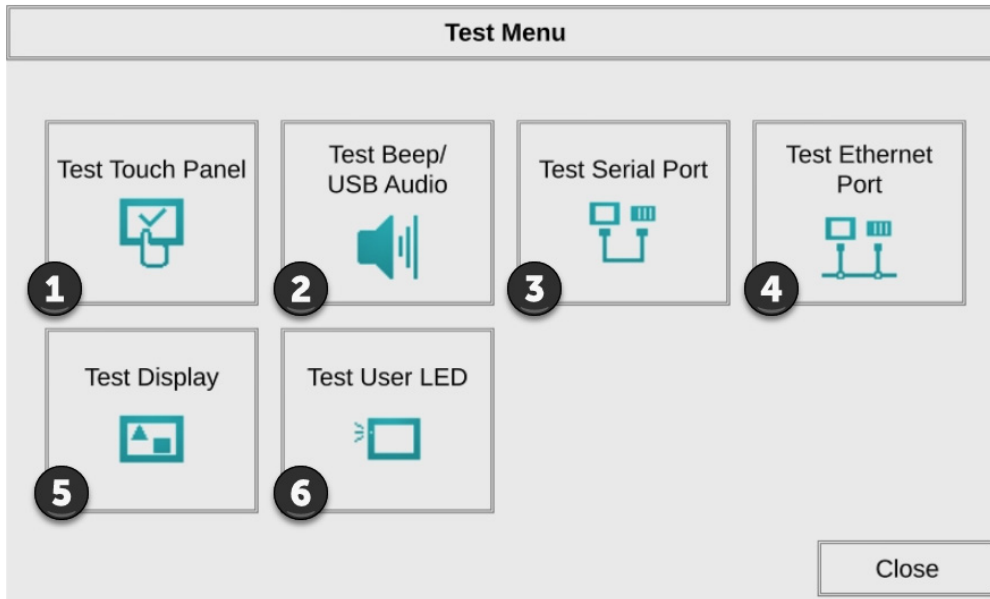 Test Menu
Test Touch Panel
1
Test Beep/
USB Audio
2
Test Serial Port
3
Test Ethernet
Port
4
Test Display
5
Test User LED
6
Close